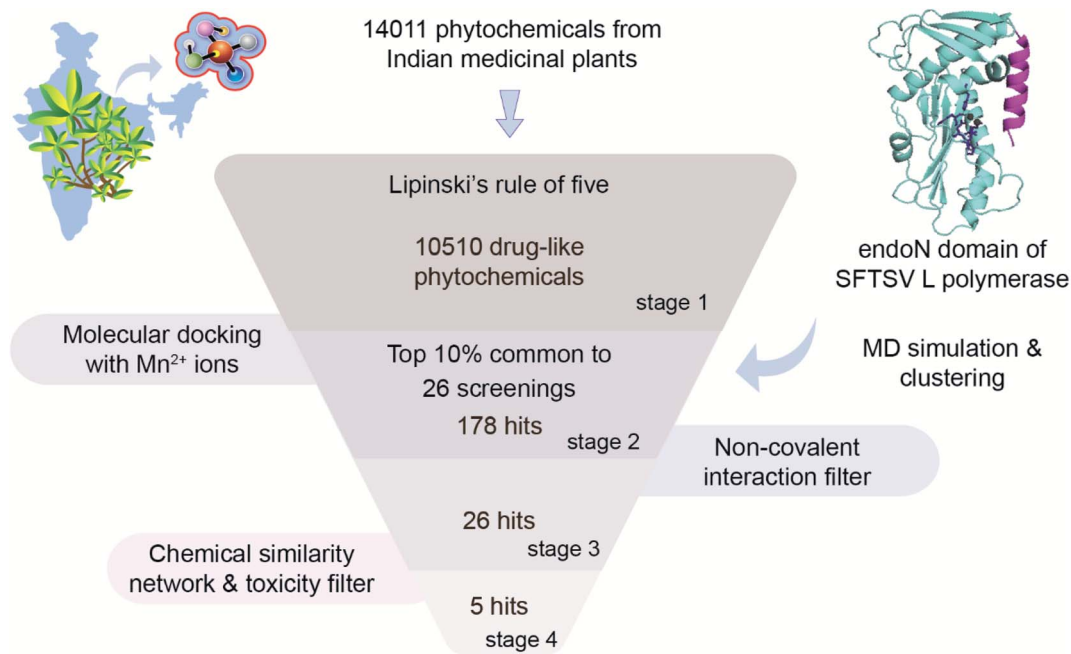 14011 phytochemicals from
Indian medicinal plants
Lipinski's rule of five
10510 drug-like
phytochemicals
stage 1
endoN domain of
SFTSV L polymerase
Molecular docking
with Mn²⁺ ions
Top 10% common to
26 screenings
178 hits
stage 2
MD simulation &
clustering
Non-covalent
interaction filter
26 hits
stage 3
Chemical similarity
network & toxicity filter
5 hits
stage 4